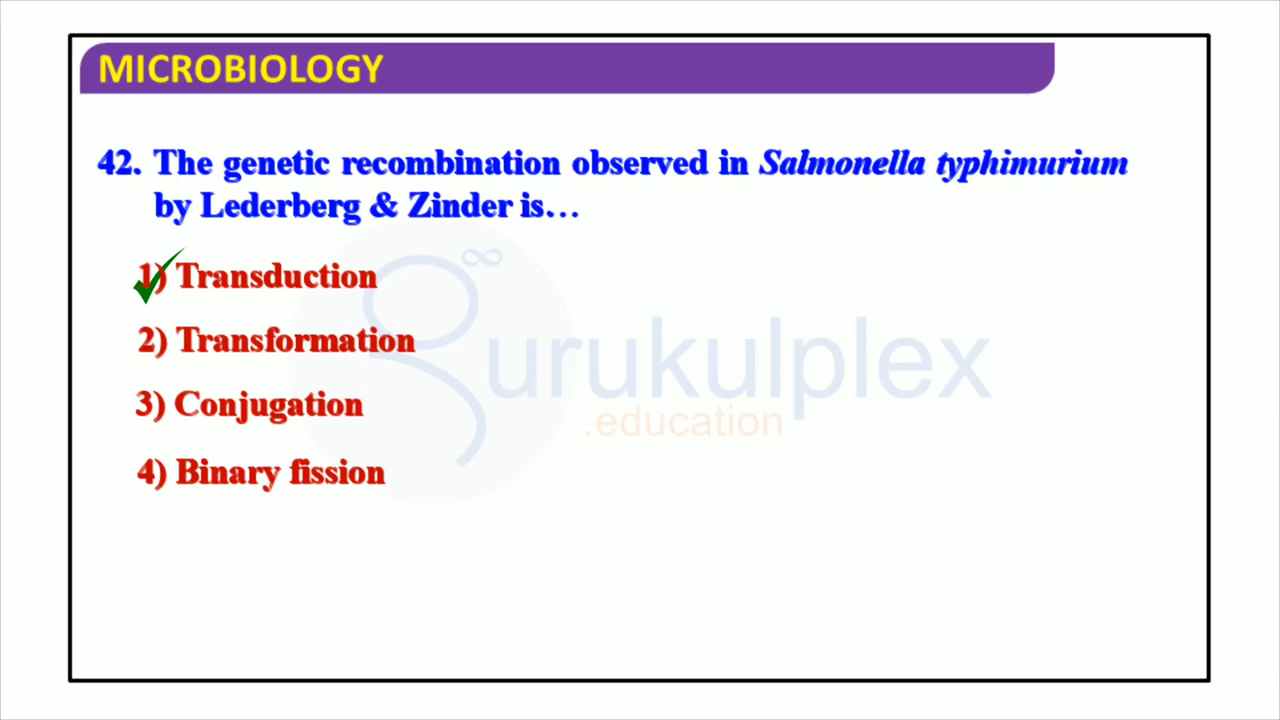 MICROBIOLOGY
42. The genetic recombination observed in Salmonella typhimurium
by Lederberg & Zinder is…
1) Transduction
2) Transformation
3) Conjugation
4) Binary fission
gurukulplex
.education